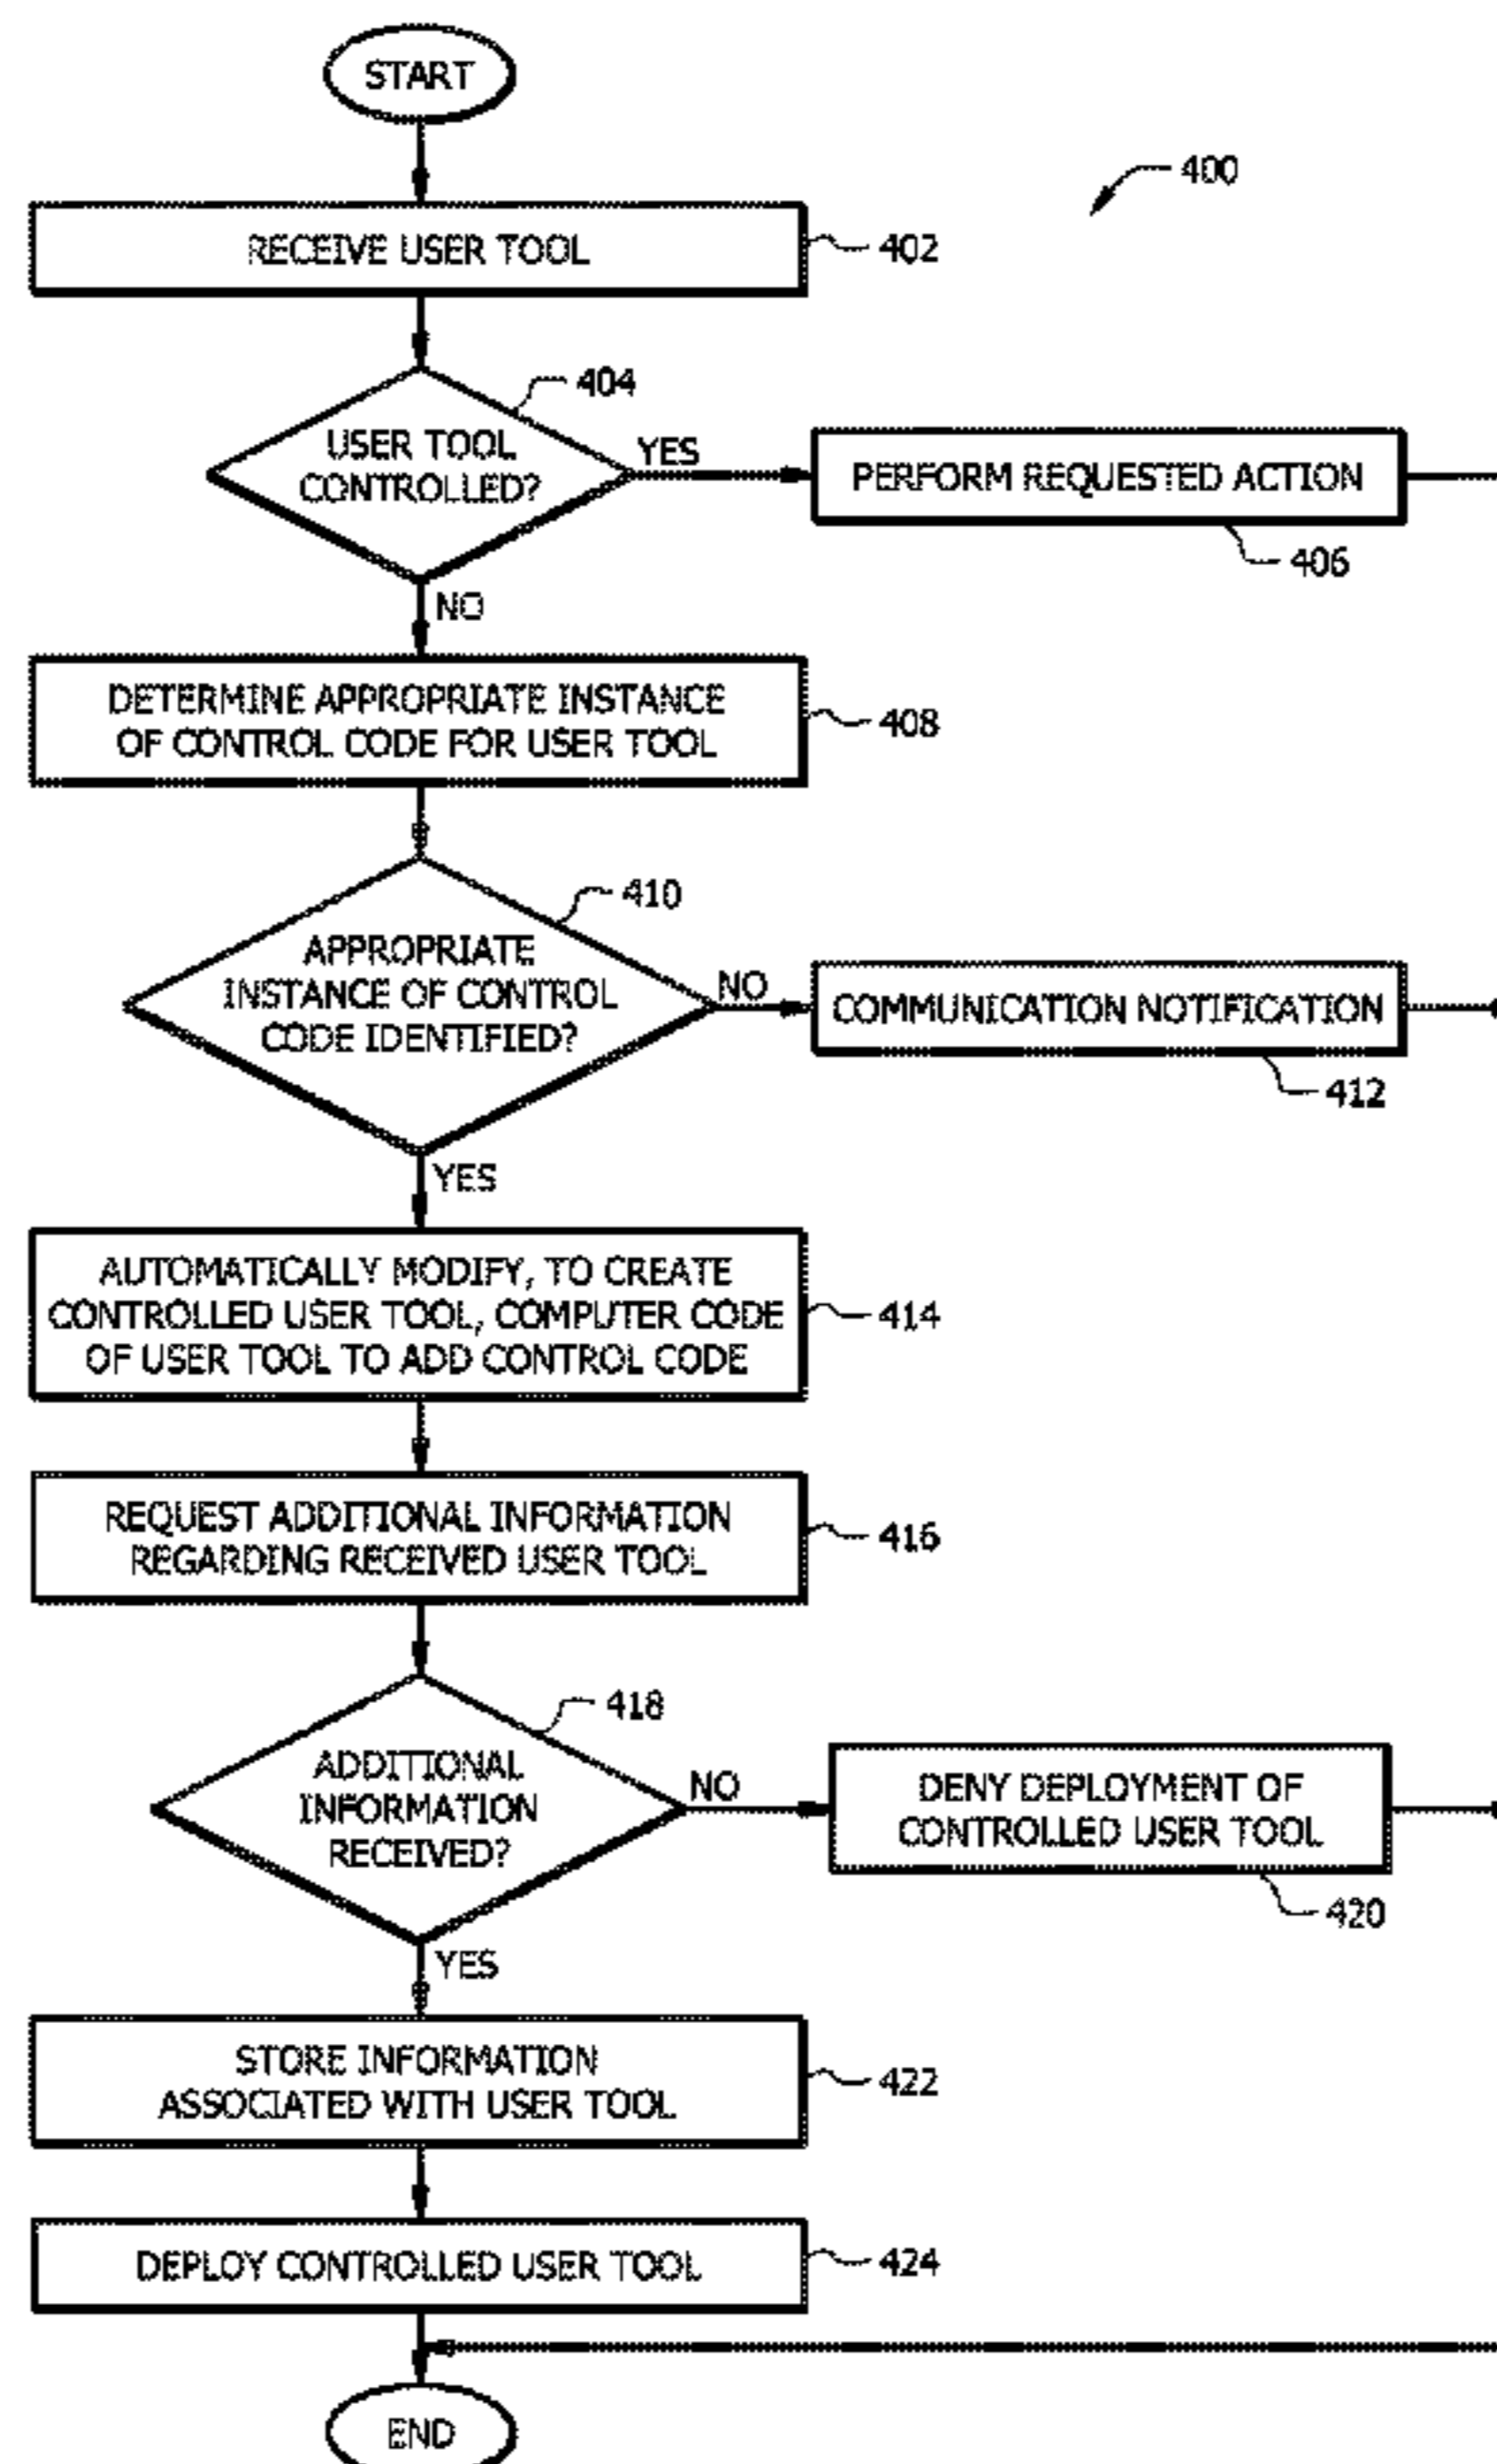 START
400
RECEIVE USER TOOL
402
404
USER TOOL
CONTROLLED?
YES
PERFORM REQUESTED ACTION
406
NO
DETERMINE APPROPRIATE INSTANCE
OF CONTROL CODE FOR USER TOOL
408
410
APPROPRIATE
INSTANCE OF CONTROL
CODE IDENTIFIED?
NO
COMMUNICATION NOTIFICATION
412
YES
AUTOMATICALLY MODIFY, TO CREATE
CONTROLLED USER TOOL, COMPUTER CODE
OF USER TOOL TO ADD CONTROL CODE
414
REQUEST ADDITIONAL INFORMATION
REGARDING RECEIVED USER TOOL
416
418
ADDITIONAL
INFORMATION
RECEIVED?
NO
DENY DEPLOYMENT OF
CONTROLLED USER TOOL
420
YES
STORE INFORMATION
ASSOCIATED WITH USER TOOL
422
DEPLOY CONTROLLED USER TOOL
424
END